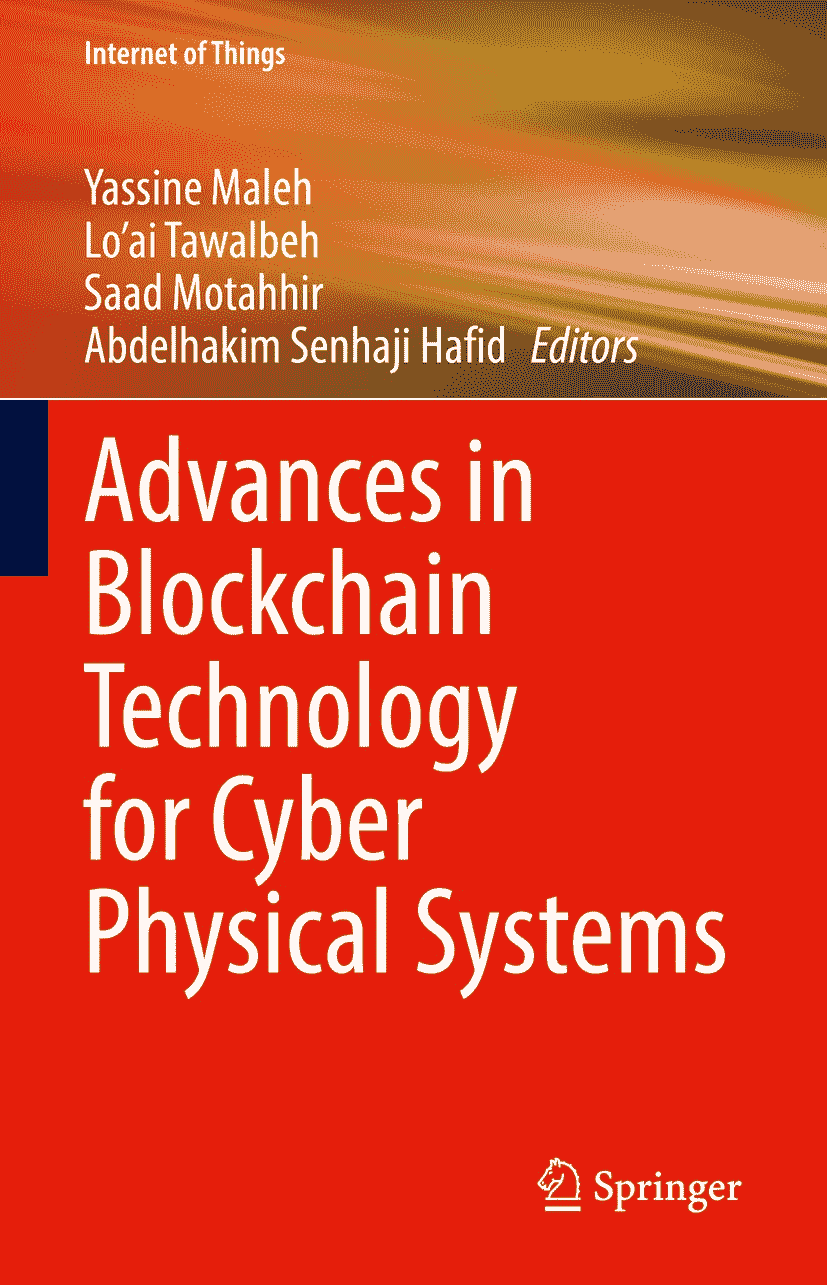 Internet of Things
Yassine Maleh
Lo’ai Tawalbeh
Saad Motahhir
Abdelhakim Senhaji Hafid Editors
Advances in
Blockchain
Technology
for Cyber
Physical Systems
Springer